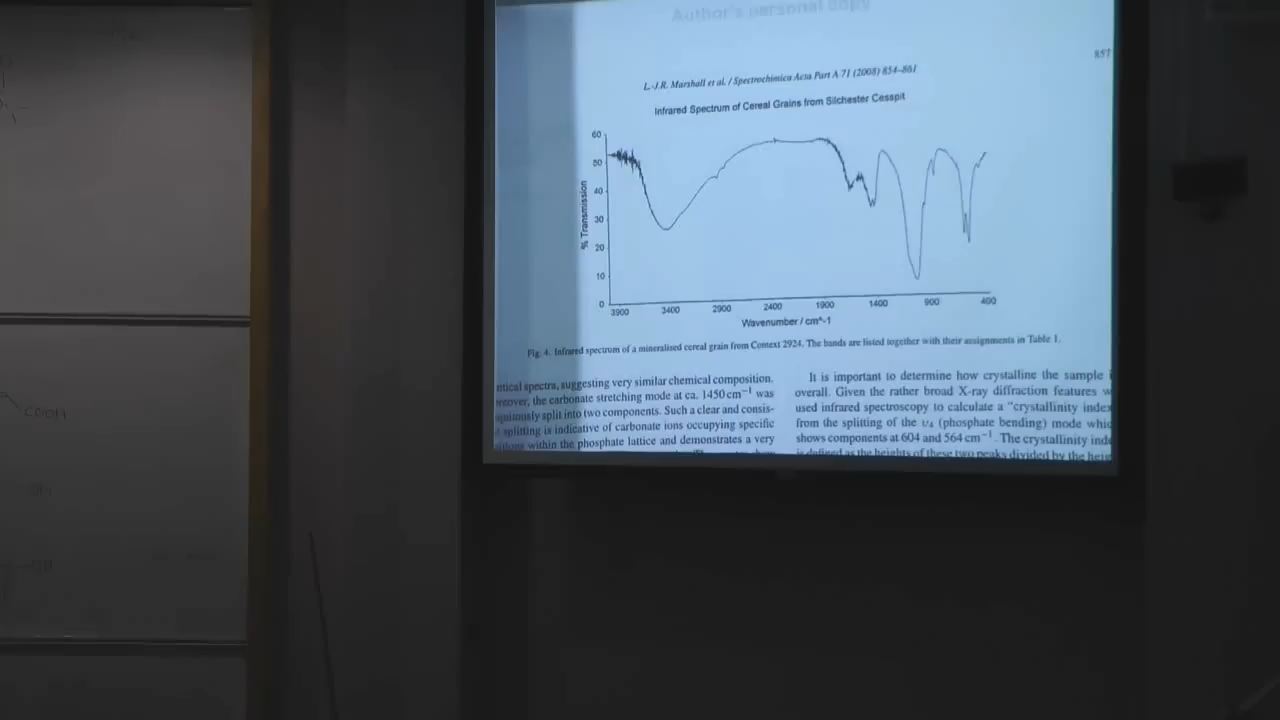 Author's personal copy
857
L.-J.R. Marshall et al. / Spectrochimica Acta Part A 71 (2008) 854–861
Infrared Spectrum of Cereal Grains from Silchester Cesspit
60
50
40
30
20
10
0
% Transmission
3900 3400 2900 2400 1900 1400 900 400
Wavenumber / cm^-1
Fig. 4. Infrared spectrum of a mineralised cereal grain from Context 2924. The bands are listed together with their assignments in Table 1.
spectra, suggesting very similar chemical composition.
the carbonate stretching mode at ca. 1450 cm−1 was
split into two components. Such a clear and consis-
splitting is indicative of carbonate ions occupying specific
within the phosphate lattice and demonstrates a very
It is important to determine how crystalline the sample
overall. Given the rather broad X-ray diffraction features w
used infrared spectroscopy to calculate a "crystallinity index
from the splitting of the ν4 (phosphate bending) mode whic
shows components at 604 and 564 cm−1. The crystallinity inde
is defined as the heights of these two peaks divided by the heig
COOH